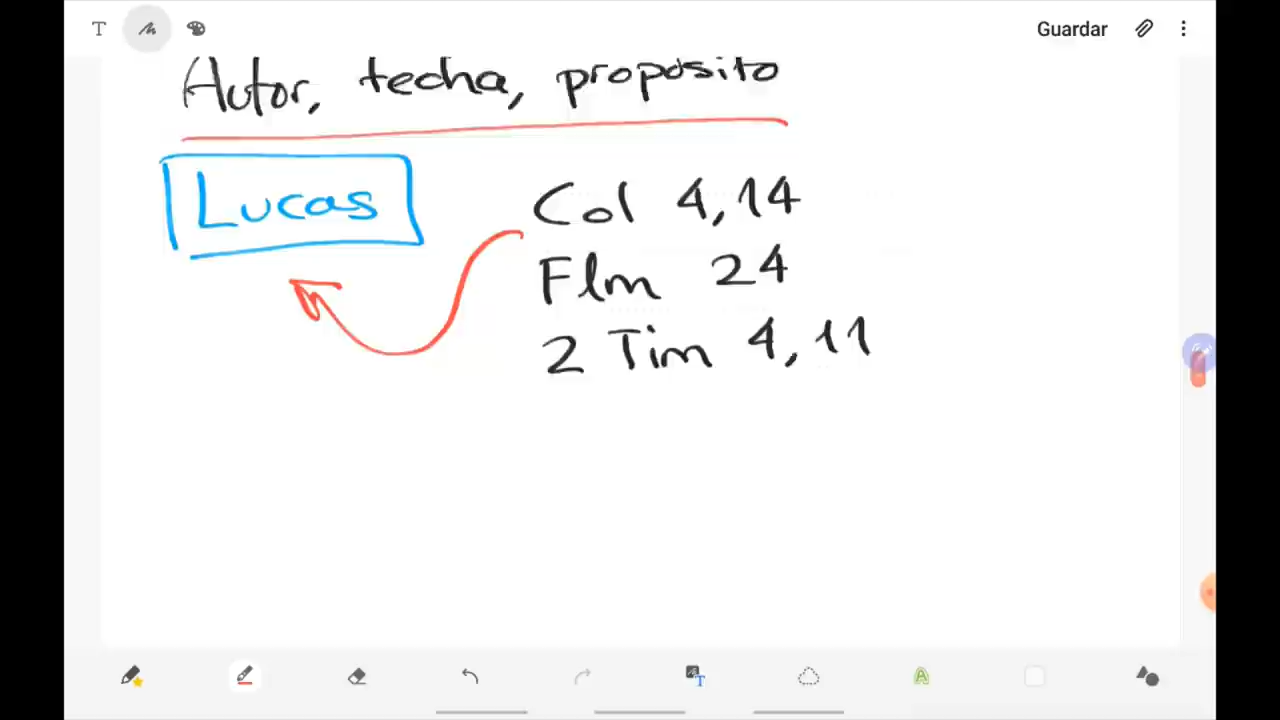 Guardar
Autor, fecha, propósito
Lucas
Col 4,14
Flm 24
2 Tim 4,11